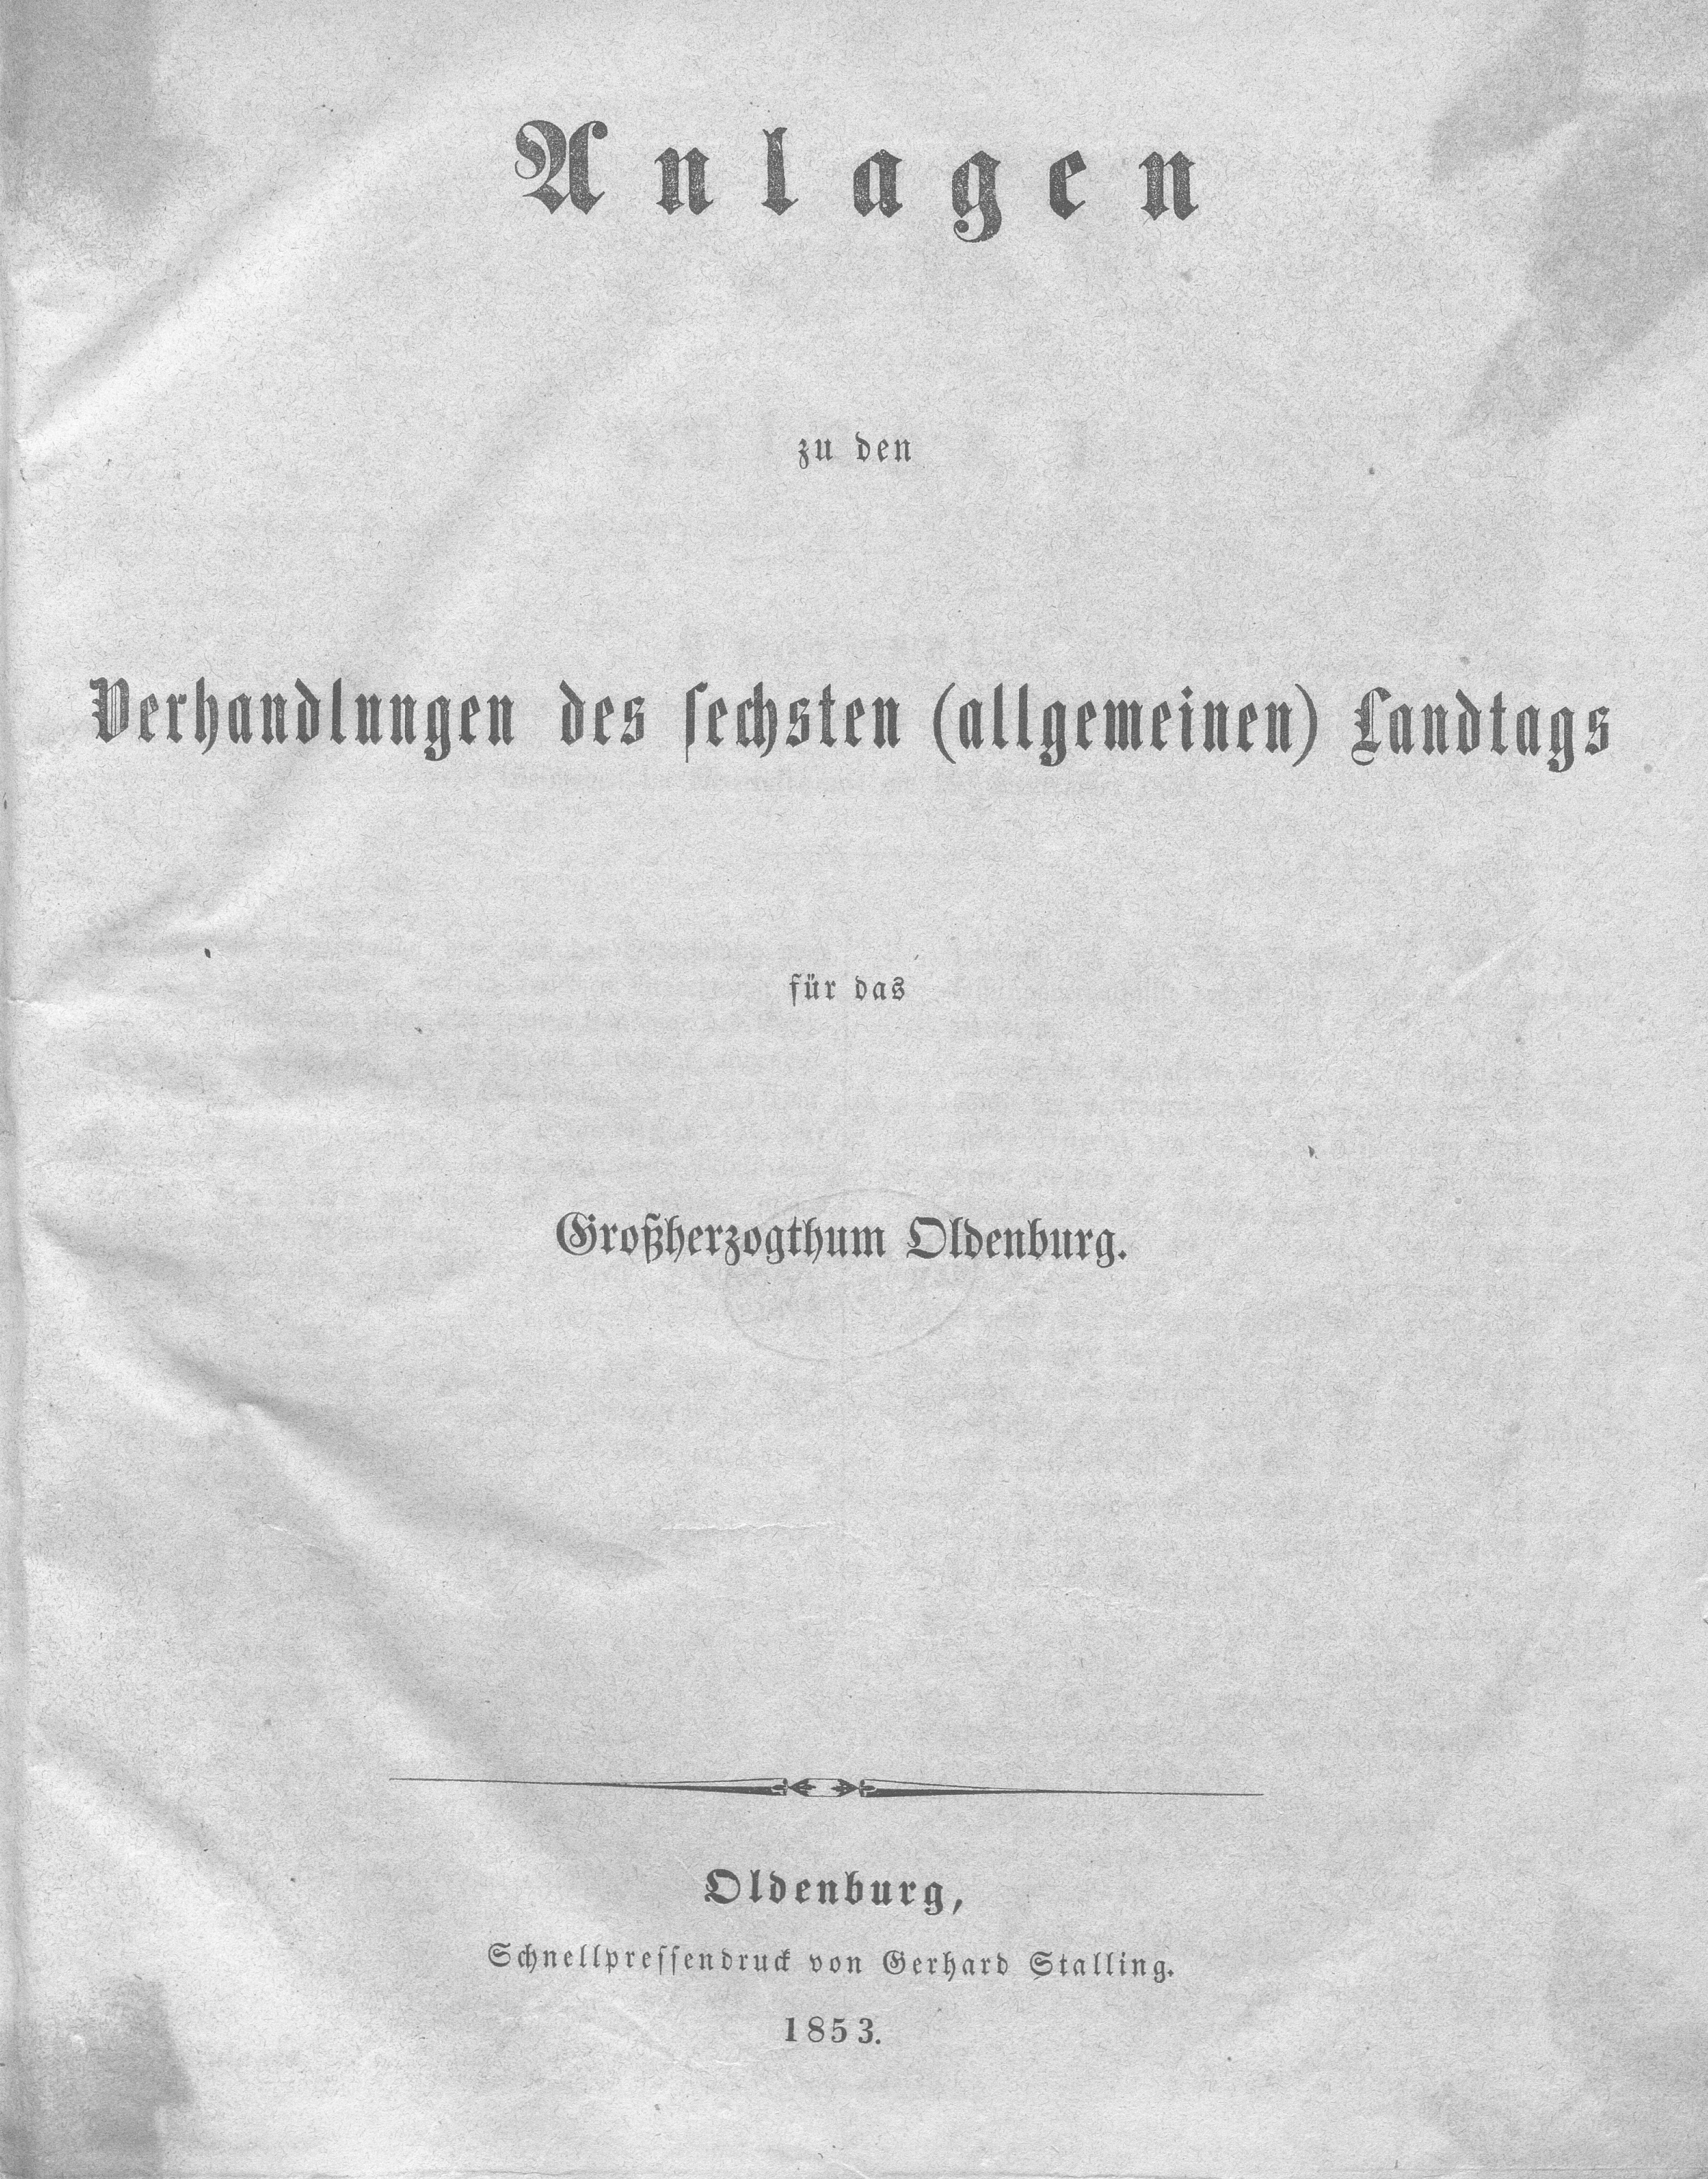 Anlagen
zu den
Verhandlungen des sechsten (allgemeinen) Landtags
für das
Großherzogthum Oldenburg.
Oldenburg,
Schnellpressendruck von Gerhard Stalling.
1853.